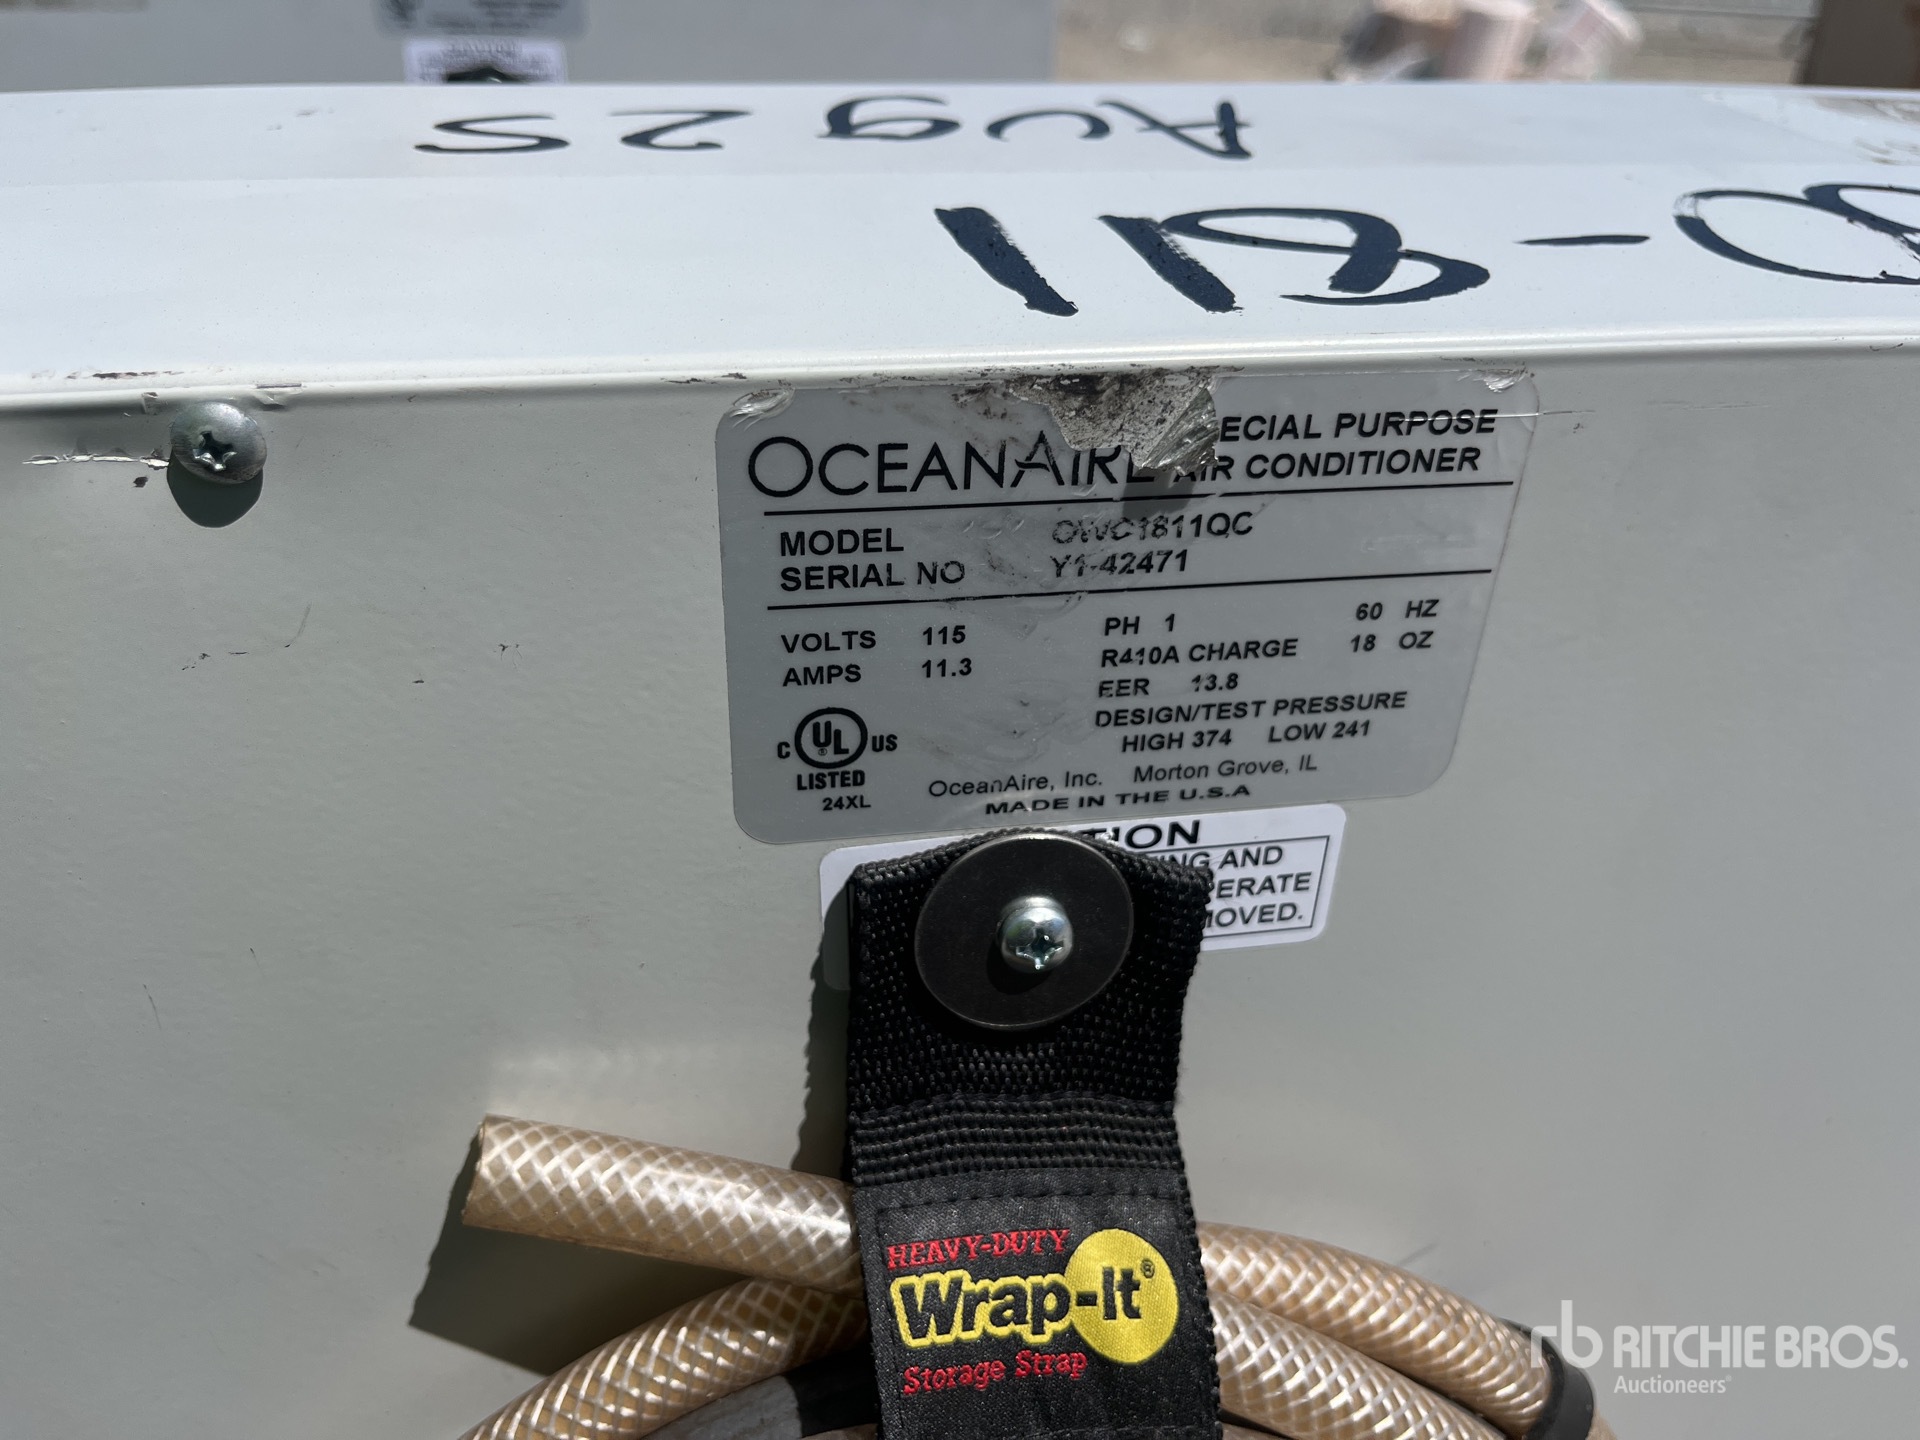 Aug 25
OCEANAIRE
ECIAL PURPOSE
AIR CONDITIONER
MODEL OWC1811QC
SERIAL NO Y1-42471
VOLTS 115 PH 1 60 HZ
AMPS 11.3 R410A CHARGE 18 OZ
EER 13.8
DESIGN/TEST PRESSURE
HIGH 374 LOW 241
C UL ® US
LISTED
24XL
OceanAire, Inc. Morton Grove, IL
MADE IN THE U.S.A
TION
ING AND
PERATE
MOVED.
HEAVY-DUTY
Wrap-It®
Storage Strap
rb RITCHIE BROS.
Auctioneers